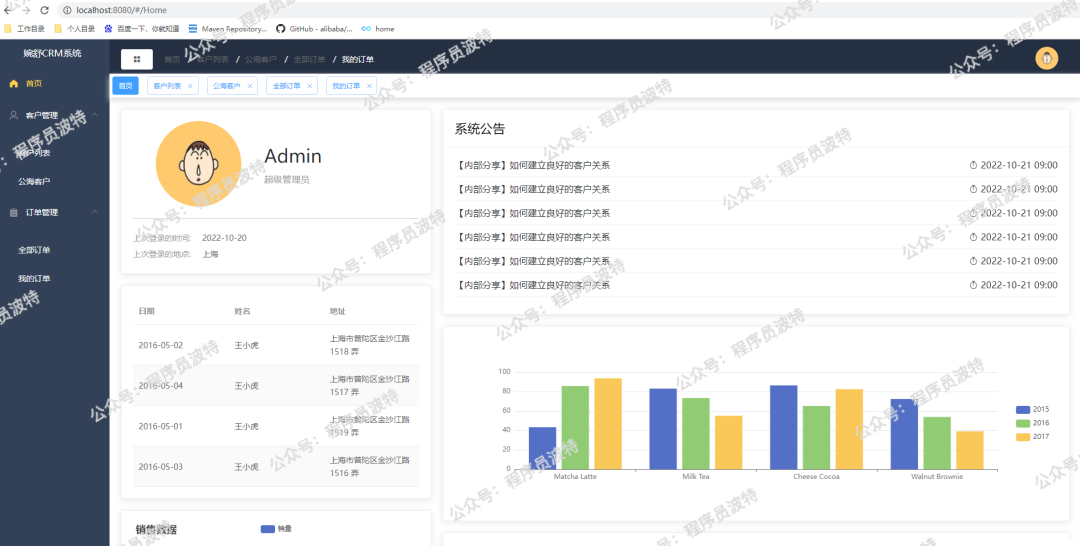 localhost:8080/#/Home
工作目录 个人目录 百度一下，你就知道 Maven Repository... GitHub - alibaba/... home
婉舒CRM系统
首页 / 客户列表 / 公海客户 / 全部订单 / 我的订单
首页 客户列表 × 公海客户 × 全部订单 × 我的订单 ×
首页
客户管理
客户列表
公海客户
订单管理
全部订单
我的订单
Admin
超级管理员
上次登录的时间: 2022-10-20
上次登录的地点: 上海
日期 姓名 地址
2016-05-02 王小虎 上海市普陀区金沙江路
1518 弄
2016-05-04 王小虎 上海市普陀区金沙江路
1517 弄
2016-05-01 王小虎 上海市普陀区金沙江路
1519 弄
2016-05-03 王小虎 上海市普陀区金沙江路
1516 弄
销售数据 销量
系统公告
【内部分享】如何建立良好的客户关系 2022-10-21 09:00
【内部分享】如何建立良好的客户关系 2022-10-21 09:00
【内部分享】如何建立良好的客户关系 2022-10-21 09:00
【内部分享】如何建立良好的客户关系 2022-10-21 09:00
【内部分享】如何建立良好的客户关系 2022-10-21 09:00
【内部分享】如何建立良好的客户关系 2022-10-21 09:00
100
80
60
40
20
0
Matcha Latte Milk Tea Cheese Cocoa Walnut Brownie
2015
2016
2017
公众号：程序员波特